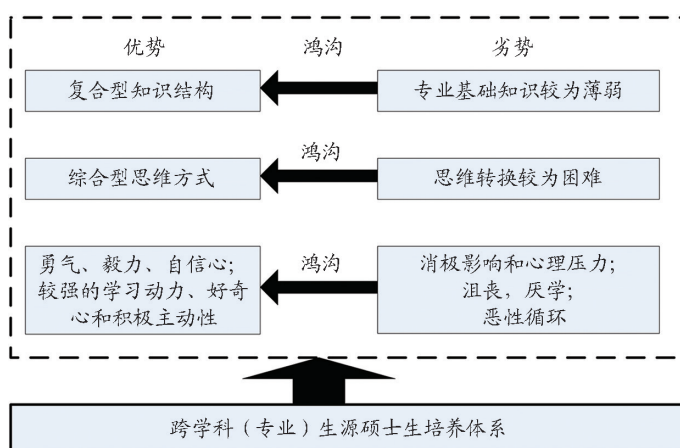 优势 鸿沟 劣势
复合型知识结构 专业基础知识较为薄弱
鸿沟
综合型思维方式 思维转换较为困难
鸿沟
勇气、毅力、自信心；
较强的学习动力、好奇
心和积极主动性
消极影响和心理压力；
沮丧，厌学；
恶性循环
跨学科（专业）生源硕士生培养体系